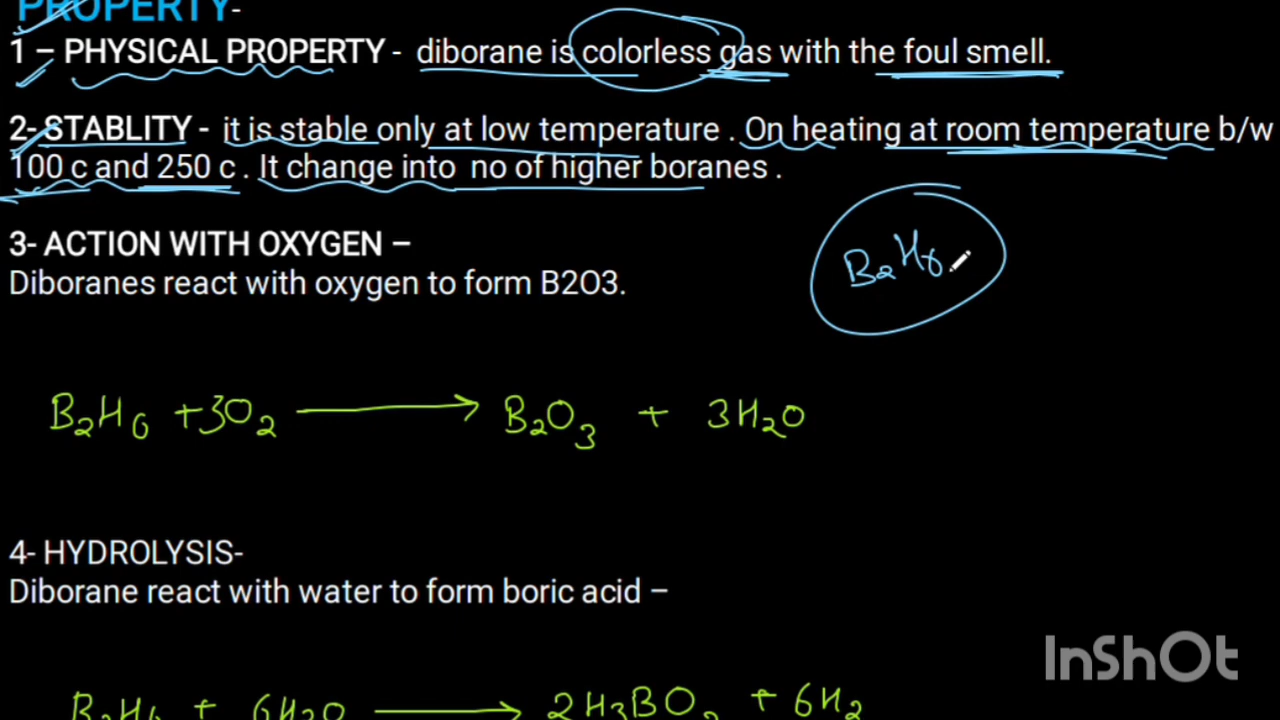 PROPERTY-
1 – PHYSICAL PROPERTY - diborane is colorless gas with the foul smell.
2- STABLITY - it is stable only at low temperature . On heating at room temperature b/w
100 c and 250 c . It change into no of higher boranes .
3- ACTION WITH OXYGEN –
B₂H₆
Diboranes react with oxygen to form B2O3.
B₂H₆ +3O₂ ⟶ B₂O₃ + 3H₂O
4- HYDROLYSIS-
Diborane react with water to form boric acid –
InShOt
B₂H₆ + 6H₂O ⟶ 2H₃BO₃ + 6H₂